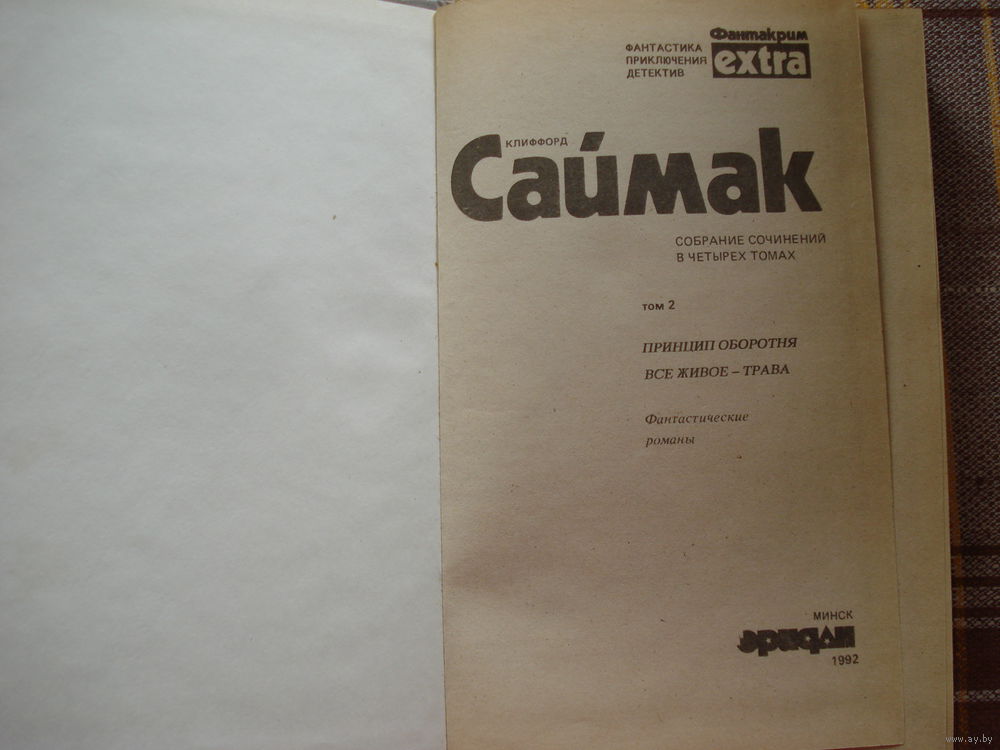 ФАНТАСТИКА
ПРИКЛЮЧЕНИЯ
ДЕТЕКТИВ
Фантакрим
extra
КЛИФФОРД
Саймак
СОБРАНИЕ СОЧИНЕНИЙ
В ЧЕТЫРЕХ ТОМАХ
том 2
ПРИНЦИП ОБОРОТНЯ
ВСЕ ЖИВОЕ – ТРАВА
Фантастические
романы
МИНСК
эридан
1992
www.ay.by